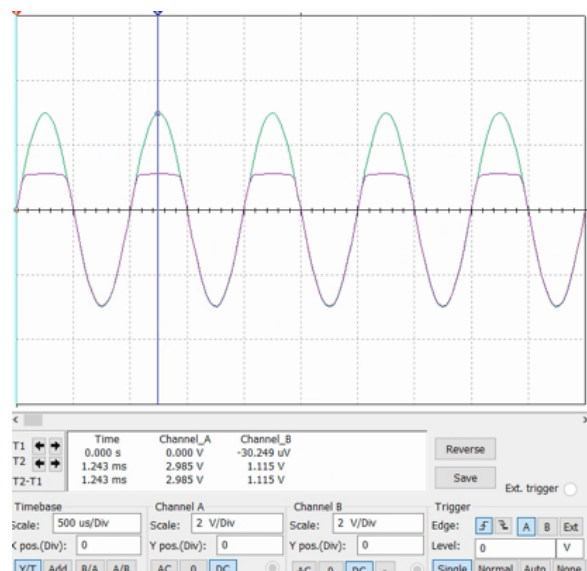 Time Channel_A Channel_B
T1 0.000 s 0.000 V -30.249 uV
T2 1.243 ms 2.985 V 1.115 V
T2-T1 1.243 ms 2.985 V 1.115 V
Reverse
Save
Ext. trigger
Timebase
Scale: 500 us/Div
X pos.(Div): 0
Y/T Add B/A A/B
Channel A
Scale: 2 V/Div
Y pos.(Div): 0
AC 0 DC
Channel B
Scale: 2 V/Div
Y pos.(Div): 0
AC 0 DC -
Trigger
Edge: A B Ext
Level: 0 V
Single Normal Auto None